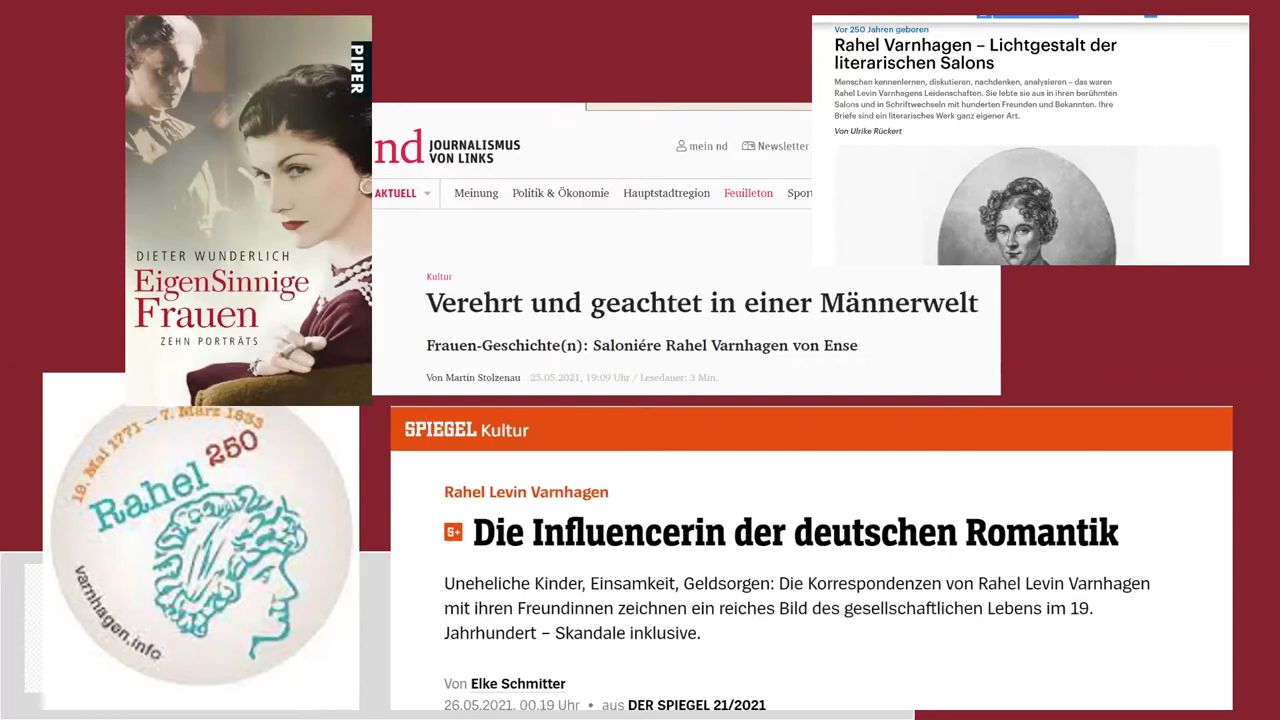 PIPER
DIETER WUNDERLICH
EigenSinnige
Frauen
ZEHN PORTRÄTS
nd JOURNALISMUS
VON LINKS
mein nd
Newsletter
AKTUELL
Meinung
Politik & Ökonomie
Hauptstadtregion
Feuilleton
Sport
Kultur
Verehrt und geachtet in einer Männerwelt
Frauen-Geschichte(n): Saloniére Rahel Varnhagen von Ense
Von Martin Stolzenau 25.05.2021, 19:09 Uhr / Lesedauer: 3 Min.
Vor 250 Jahren geboren
Rahel Varnhagen – Lichtgestalt der
literarischen Salons
Menschen kennenlernen, diskutieren, nachdenken, analysieren – das waren
Rahel Levin Varnhagens Leidenschaften. Sie lebte sie aus in ihren berühmten
Salons und in Schriftwechseln mit hunderten Freunden und Bekannten. Ihre
Briefe sind ein literarisches Werk ganz eigener Art.
Von Ulrike Rückert
19. Mai 1771 – 7. März 1833
Rahel 250
varnhagen.info
SPIEGEL Kultur
Rahel Levin Varnhagen
S+ Die Influencerin der deutschen Romantik
Uneheliche Kinder, Einsamkeit, Geldsorgen: Die Korrespondenzen von Rahel Levin Varnhagen
mit ihren Freundinnen zeichnen ein reiches Bild des gesellschaftlichen Lebens im 19.
Jahrhundert – Skandale inklusive.
Von Elke Schmitter
26.05.2021, 00.19 Uhr • aus DER SPIEGEL 21/2021